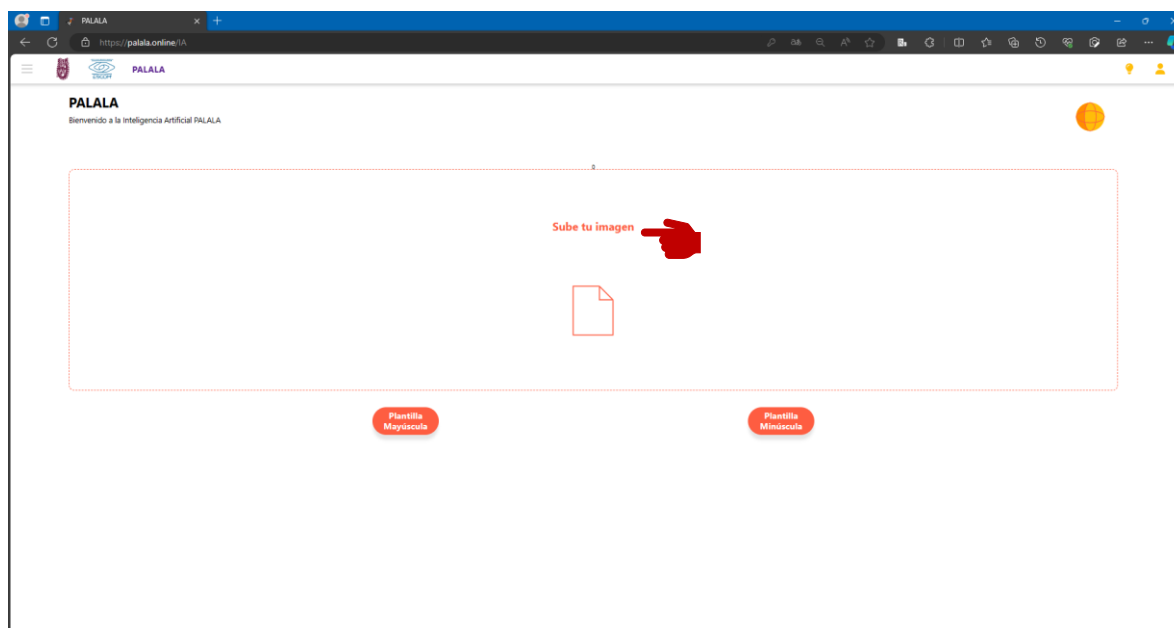 PALALA
https://palala.online/IA
PALALA
PALALA
Bienvenido a la Inteligencia Artificial PALALA
0
Sube tu imagen
Plantilla
Mayúscula
Plantilla
Minúscula